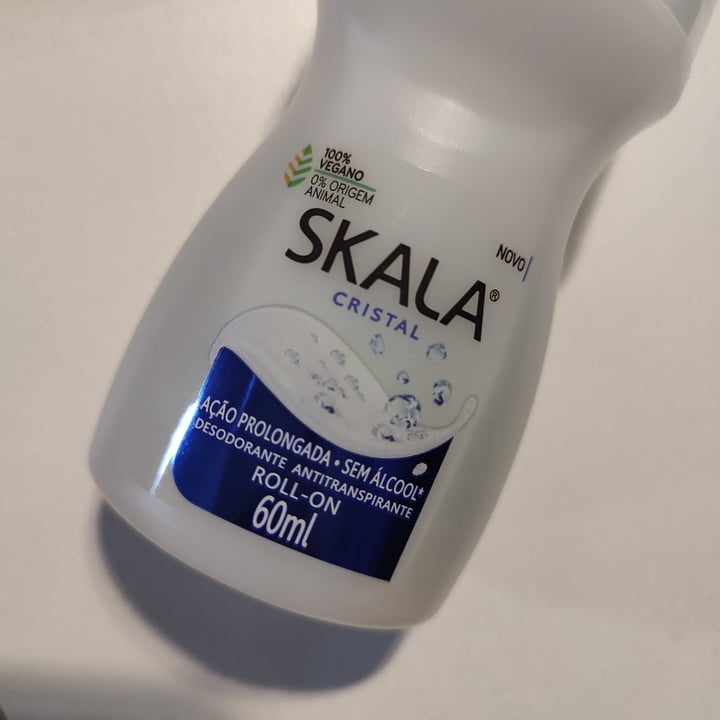 100%
VEGANO
0% ORIGEM
ANIMAL
SKALA®
NOVO
CRISTAL
AÇÃO PROLONGADA • SEM ÁLCOOL*
DESODORANTE ANTITRANSPIRANTE
ROLL-ON
60ml